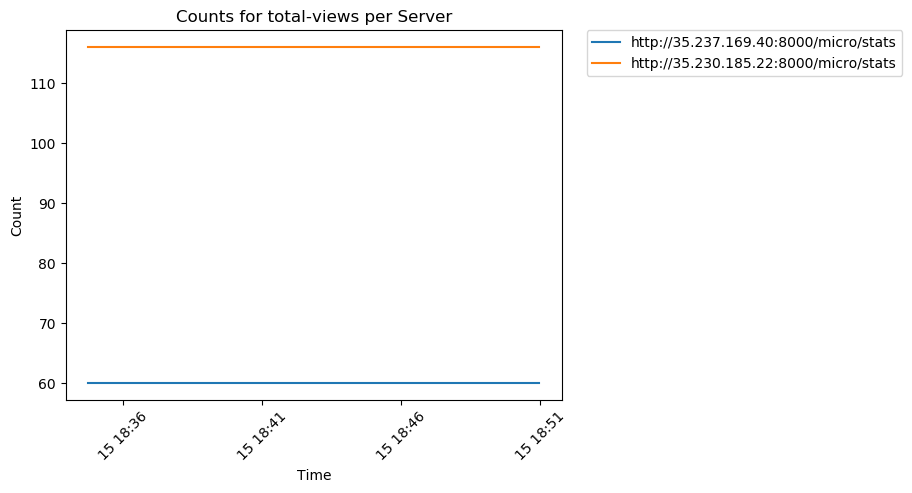 Counts for total-views per Server
http://35.237.169.40:8000/micro/stats
http://35.230.185.22:8000/micro/stats
Count
110
100
90
80
70
60
15 18:36
15 18:41
15 18:46
15 18:51
Time